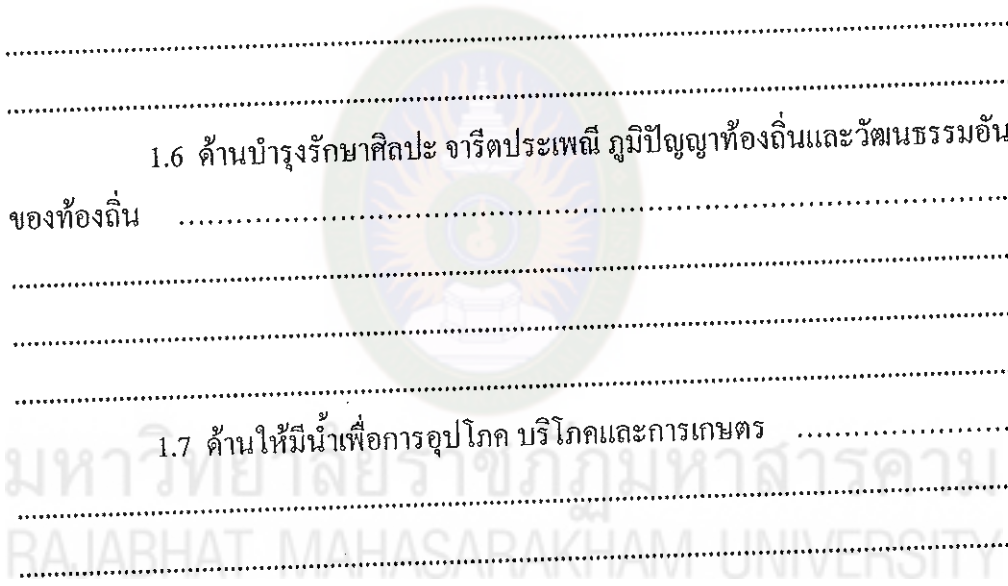 ............................................................
............................................................
1.6 ด้านบำรุงรักษาศิลปะ จารีตประเพณี ภูมิปัญญาท้องถิ่นและวัฒนธรรมอัน
ของท้องถิ่น ............................................................
............................................................
............................................................
............................................................
1.7 ด้านให้มีน้ำเพื่อการอุปโภค บริโภคและการเกษตร ......................
มหาวิทยาลัยราชภัฏมหาสารคาม
............................................................
RAJABHAT MAHASARAKHAM UNIVERSITY
............................................................